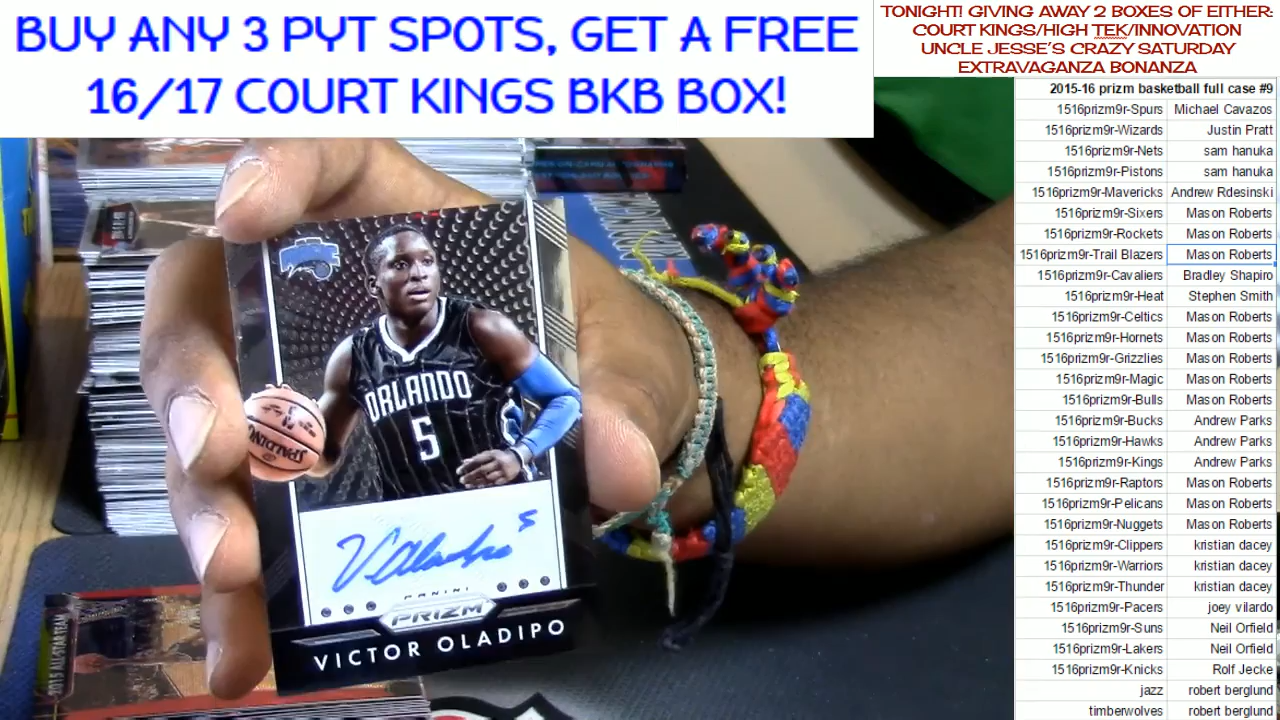 BUY ANY 3 PYT SPOTS, GET A FREE
16/17 COURT KINGS BKB BOX!
TONIGHT! GIVING AWAY 2 BOXES OF EITHER:
COURT KINGS/HIGH TEK/INNOVATION
UNCLE JESSE'S CRAZY SATURDAY
EXTRAVAGANZA BONANZA
2015-16 prizm basketball full case #9
1516prizm9r-Spurs Michael Cavazos
1516prizm9r-Wizards Justin Pratt
1516prizm9r-Nets sam hanuka
1516prizm9r-Pistons sam hanuka
1516prizm9r-Mavericks Andrew Rdesinski
1516prizm9r-Sixers Mason Roberts
1516prizm9r-Rockets Mason Roberts
1516prizm9r-Trail Blazers Mason Roberts
1516prizm9r-Cavaliers Bradley Shapiro
1516prizm9r-Heat Stephen Smith
1516prizm9r-Celtics Mason Roberts
1516prizm9r-Hornets Mason Roberts
1516prizm9r-Grizzlies Mason Roberts
1516prizm9r-Magic Mason Roberts
1516prizm9r-Bulls Mason Roberts
1516prizm9r-Bucks Andrew Parks
1516prizm9r-Hawks Andrew Parks
1516prizm9r-Kings Andrew Parks
1516prizm9r-Raptors Mason Roberts
1516prizm9r-Pelicans Mason Roberts
1516prizm9r-Nuggets Mason Roberts
1516prizm9r-Clippers kristian dacey
1516prizm9r-Warriors kristian dacey
1516prizm9r-Thunder kristian dacey
1516prizm9r-Pacers joey vilardo
1516prizm9r-Suns Neil Orfield
1516prizm9r-Lakers Neil Orfield
1516prizm9r-Knicks Rolf Jecke
jazz robert berglund
timberwolves robert berglund
ORLANDO
5
SPALDING
5
PANINI
PRIZM
VICTOR OLADIPO
2015 ALL-STAR TEAM